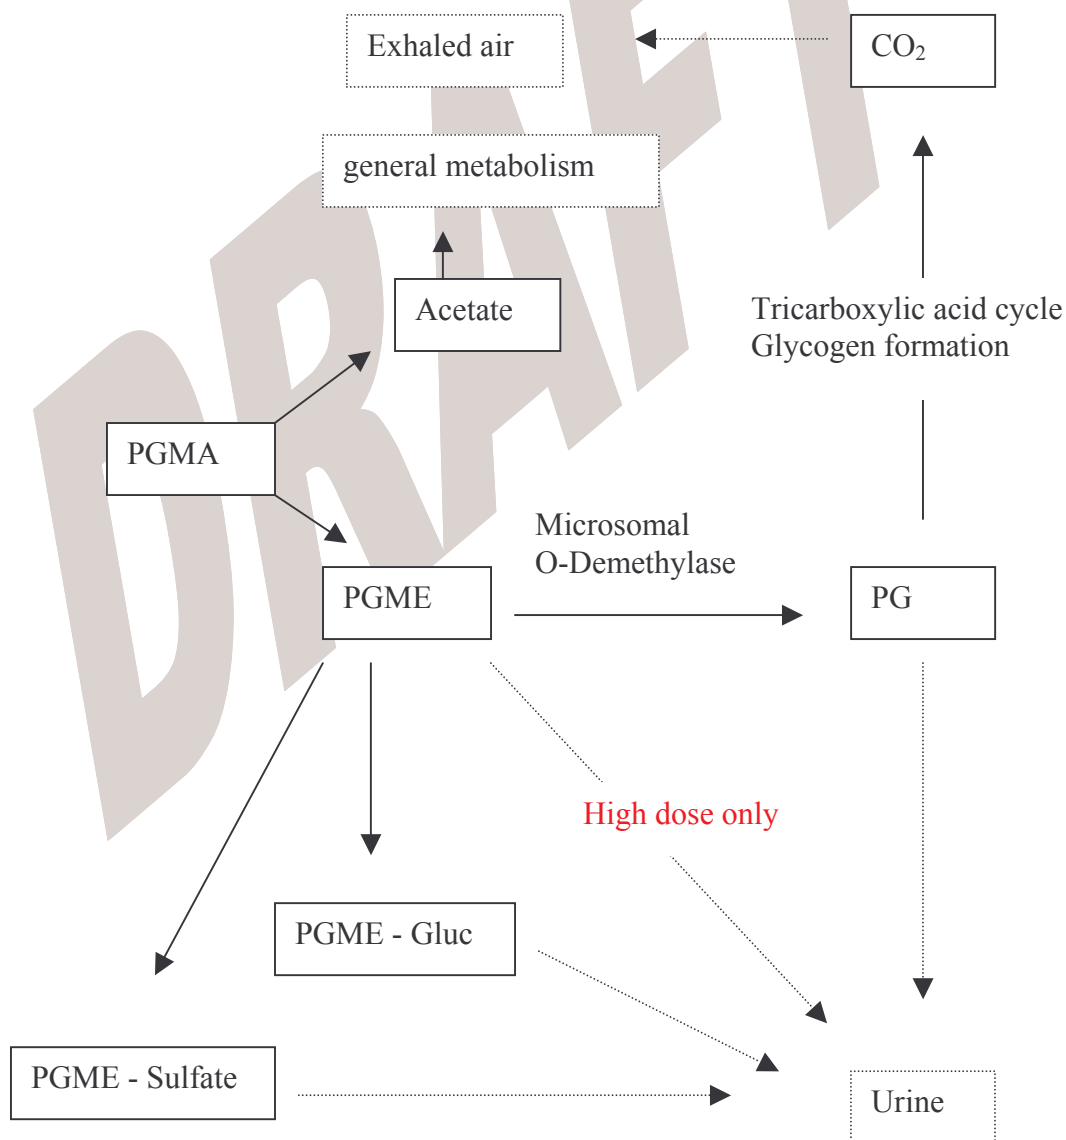 Exhaled air
CO₂
general metabolism
Acetate
Tricarboxylic acid cycle
Glycogen formation
PGMA
Microsomal
O-Demethylase
PGME
PG
High dose only
PGME - Gluc
PGME - Sulfate
Urine
DRAFT